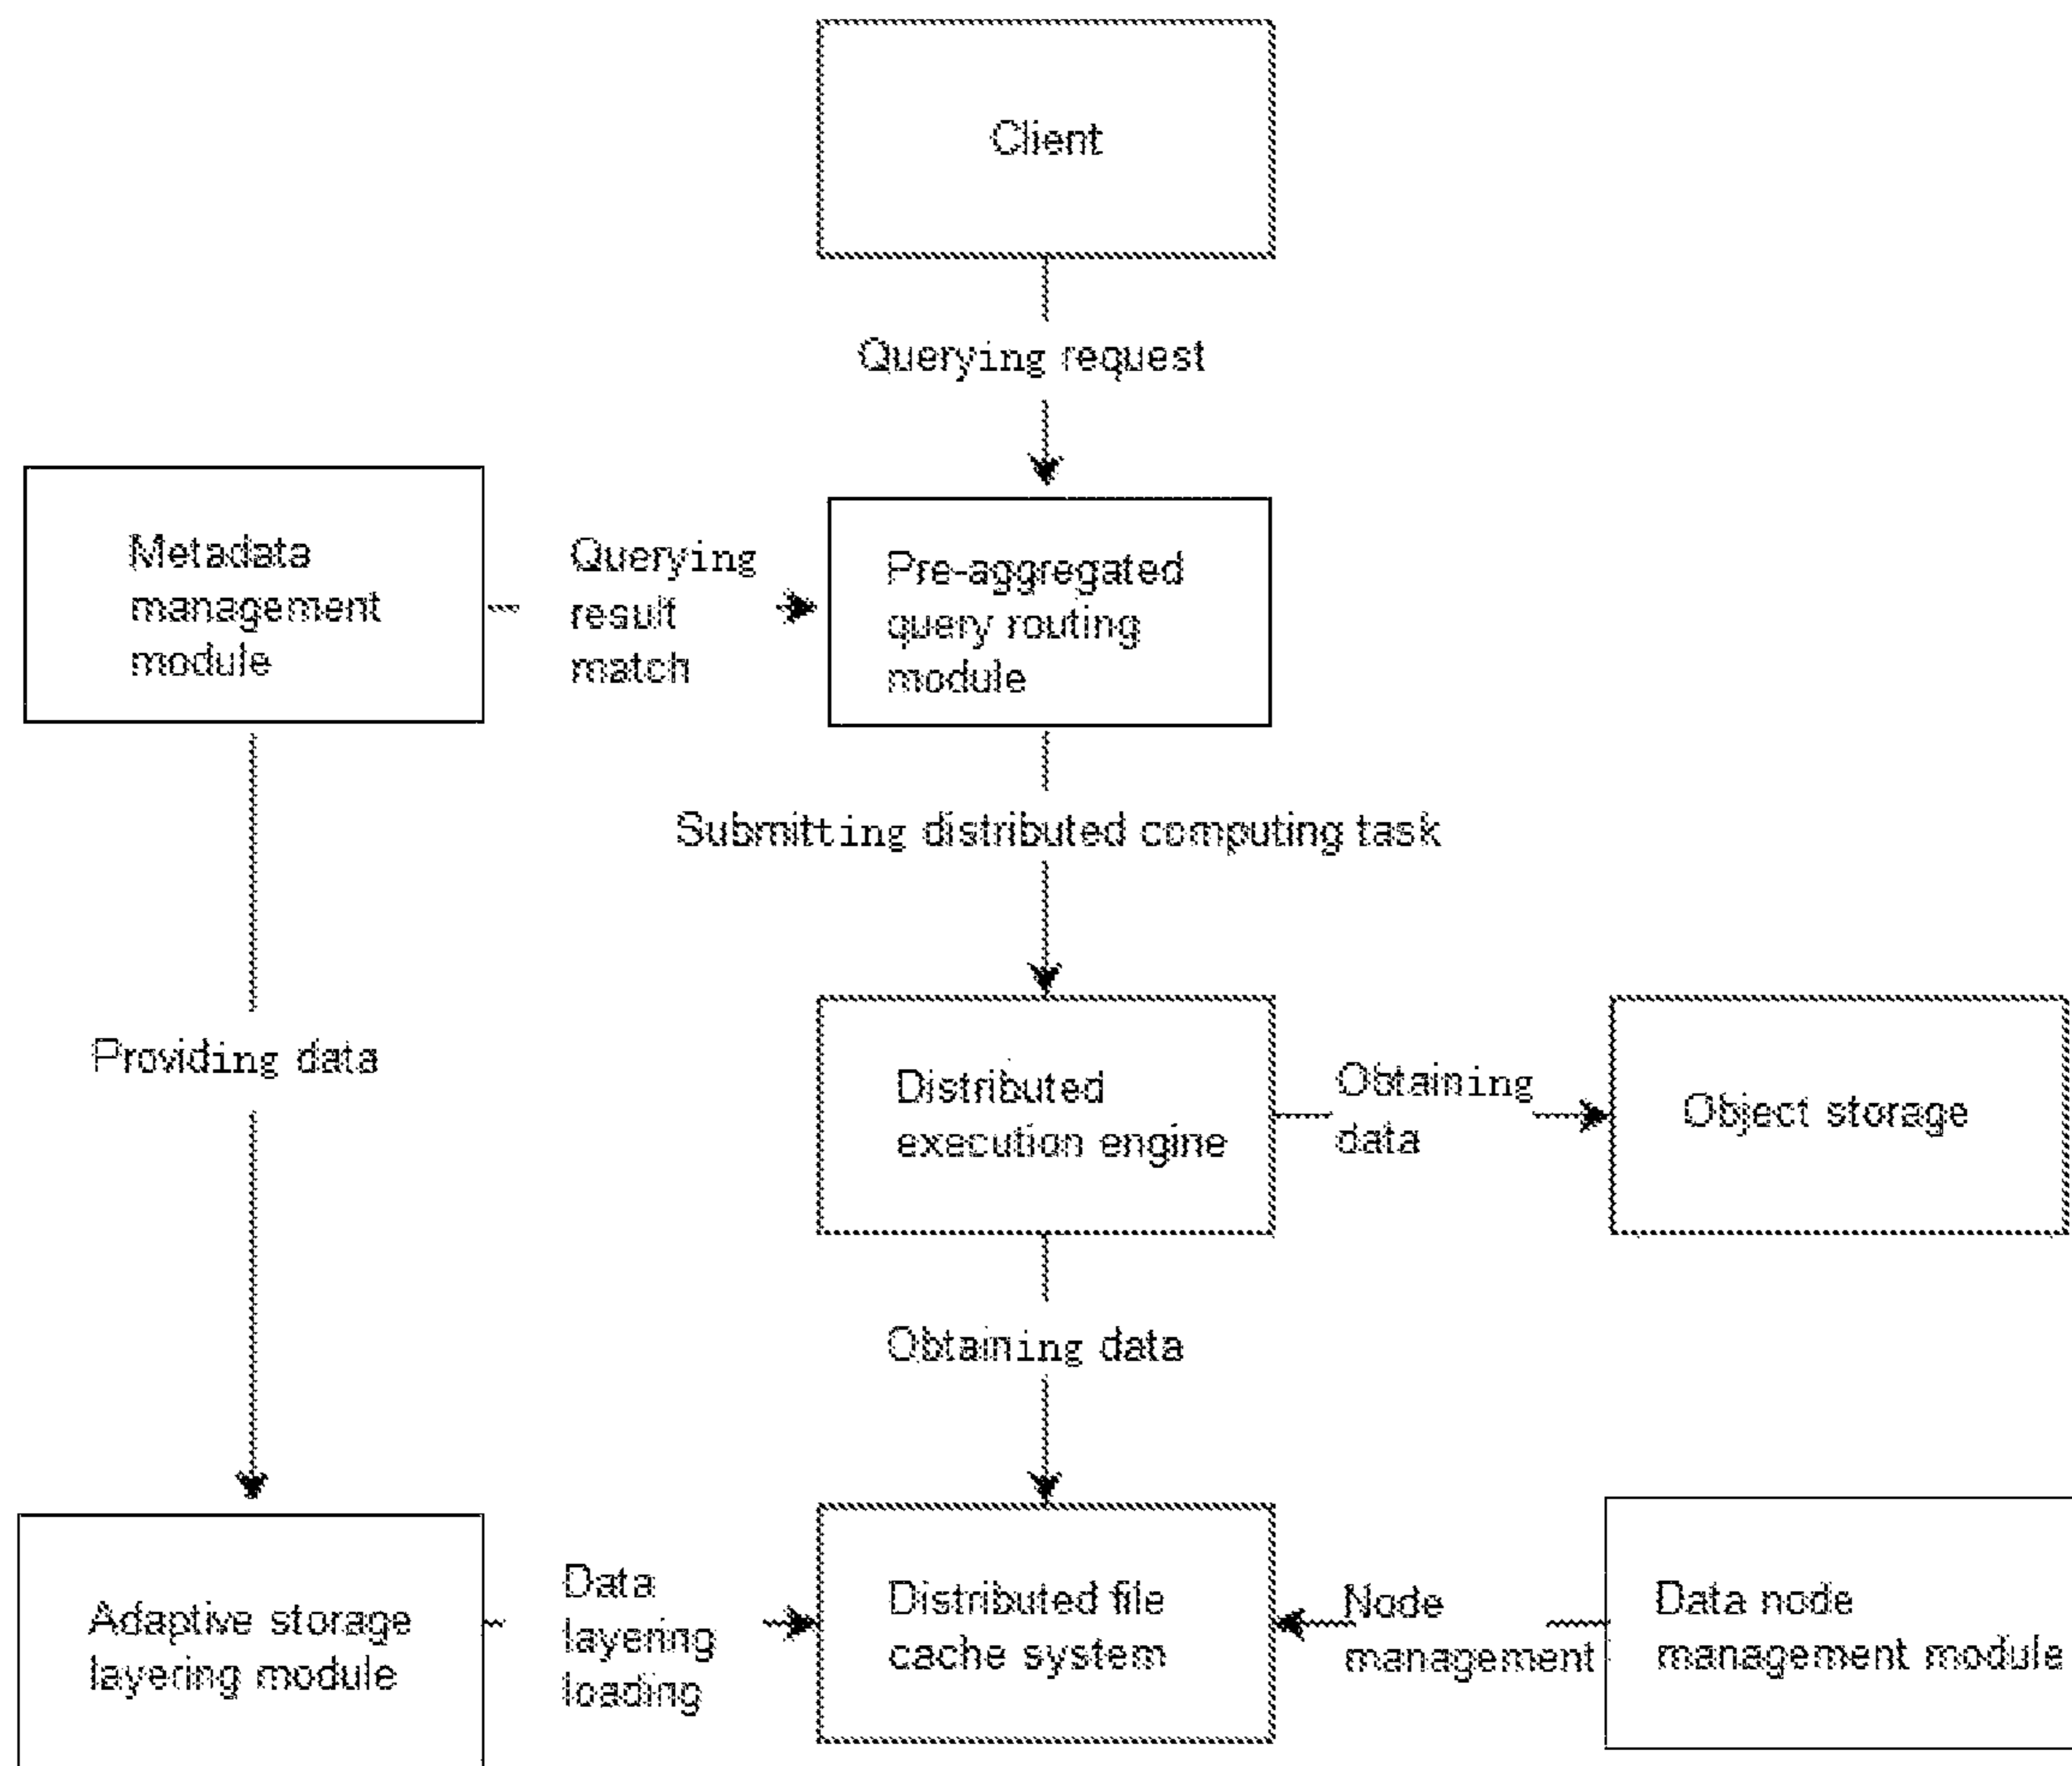 Client
Querying request
Metadata
management
module
Querying
result
match
Pre-aggregated
query routing
module
Submitting distributed computing task
Providing data
Distributed
execution engine
Obtaining
data
Object storage
Obtaining data
Adaptive storage
layering module
Data
layering
loading
Distributed file
cache system
Node
management
Data node
management module